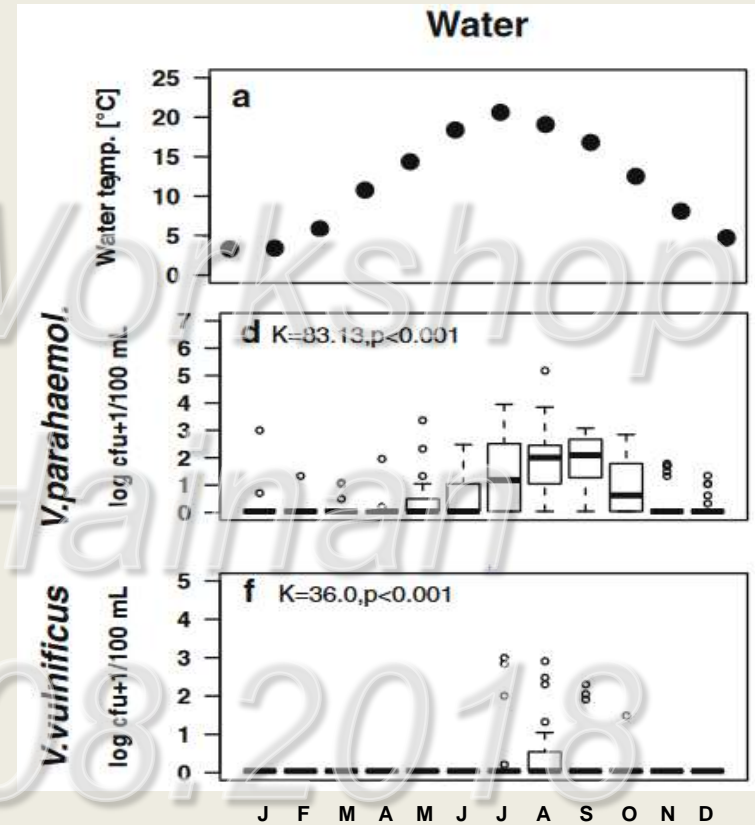 Water
a
Water temp. [°C]
25
20
15
10
5
0
V.parahaemol.
log cfu+1/100 mL
d K=83.13,p<0.001
7
6
5
4
3
2
1
0
V.vulnificus
log cfu+1/100 mL
f K=36.0,p<0.001
5
4
3
2
1
0
J F M A M J J A S O N D
Workshop
Hainan
08.2018